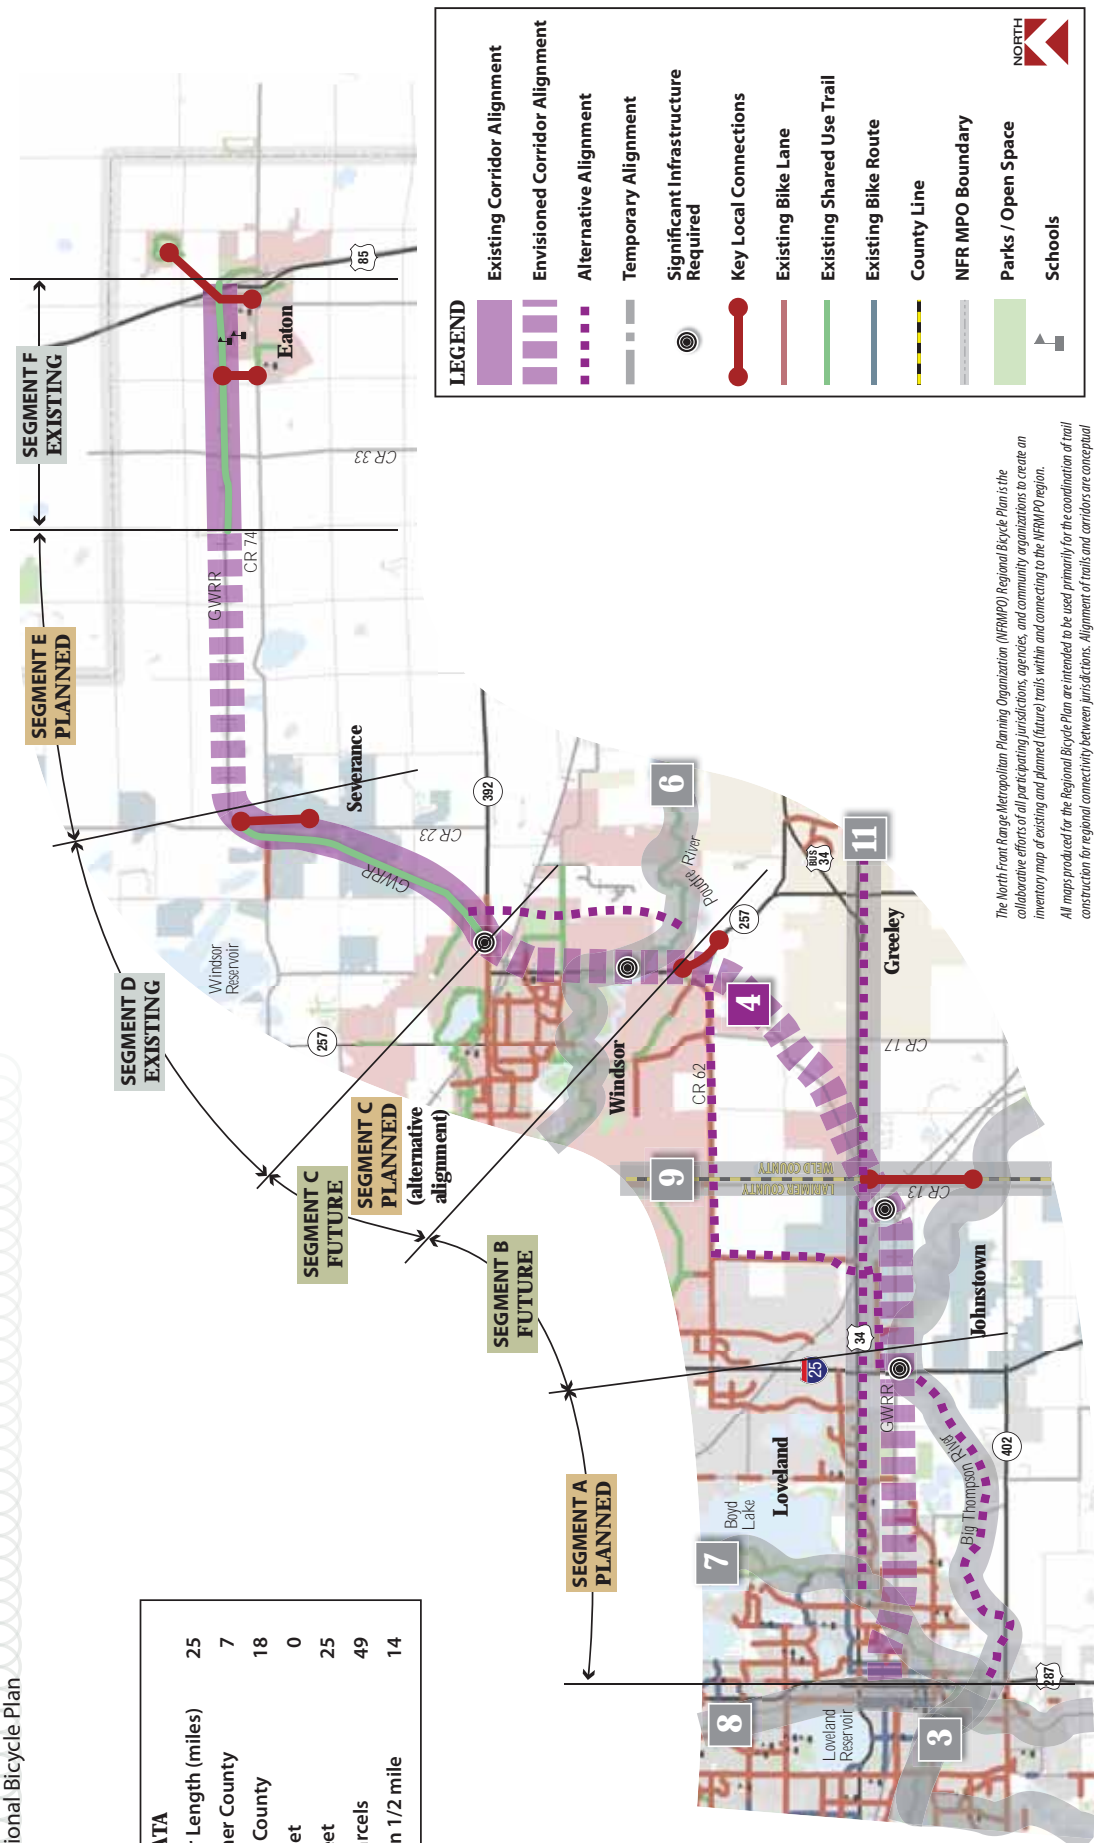 ional Bicycle Plan
ATA
Length (miles) 25
er County 7
County 18
et 0
et 25
rcels 49
n 1/2 mile 14
SEGMENT A
PLANNED
SEGMENT B
FUTURE
SEGMENT C
FUTURE
SEGMENT C
PLANNED
(alternative
alignment)
SEGMENT D
EXISTING
SEGMENT E
PLANNED
SEGMENT F
EXISTING
Windsor
Reservoir
257
392
GWRR
CR 23
Severance
GWRR
CR 74
CR 33
Eaton
85
6
Poudre River
257
BUS
34
11
Greeley
4
CR 17
Windsor
CR 62
9
LARIMER COUNTY
WELD COUNTY
CR 13
Johnstown
34
25
GWRR
402
Big Thompson River
Loveland
Boyd
Lake
7
8
Loveland
Reservoir
3
287
LEGEND
Existing Corridor Alignment
Envisioned Corridor Alignment
Alternative Alignment
Temporary Alignment
Significant Infrastructure
Required
Key Local Connections
Existing Bike Lane
Existing Shared Use Trail
Existing Bike Route
County Line
NFR MPO Boundary
Parks / Open Space
Schools
NORTH
The North Front Range Metropolitan Planning Organization (NFRMPO) Regional Bicycle Plan is the
collaborative efforts of all participating jurisdictions, agencies, and community organizations to create an
inventory map of existing and planned (future) trails within and connecting to the NFRMPO region.
All maps produced for the Regional Bicycle Plan are intended to be used primarily for the coordination of trail
construction for regional connectivity between jurisdictions. Alignment of trails and corridors are conceptual